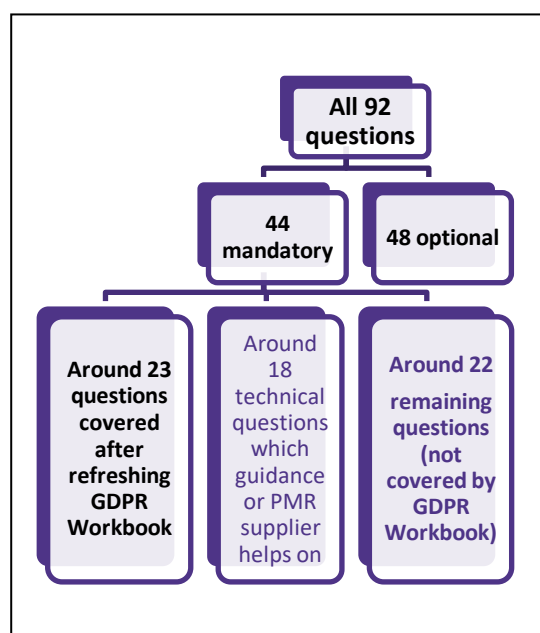 All 92
questions
44
mandatory
48 optional
Around 23
questions
covered
after
refreshing
GDPR
Workbook
Around
18
technical
questions
which
guidance
or PMR
supplier
helps on
Around 22
remaining
questions
(not
covered by
GDPR
Workbook)